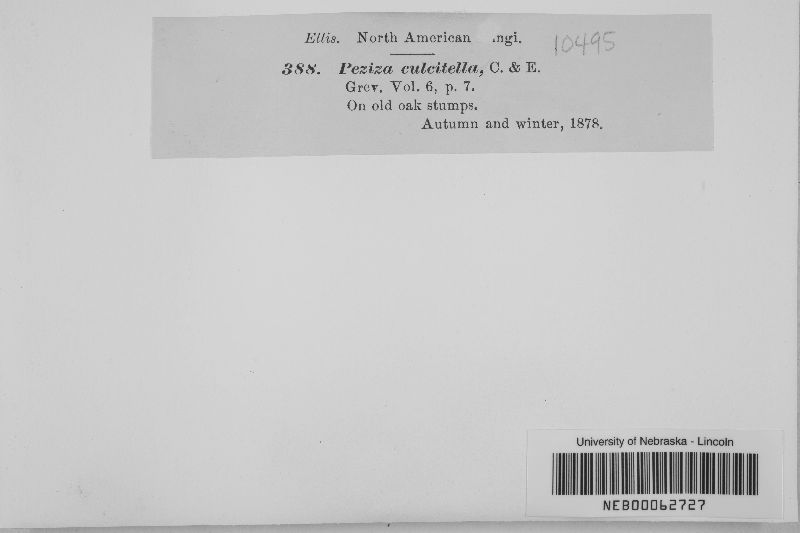 Ellis. North American ngi. 10495
388. Peziza culcitella, C. & E.
Grev. Vol. 6, p. 7.
On old oak stumps.
Autumn and winter, 1878.
University of Nebraska - Lincoln
NEB00062727